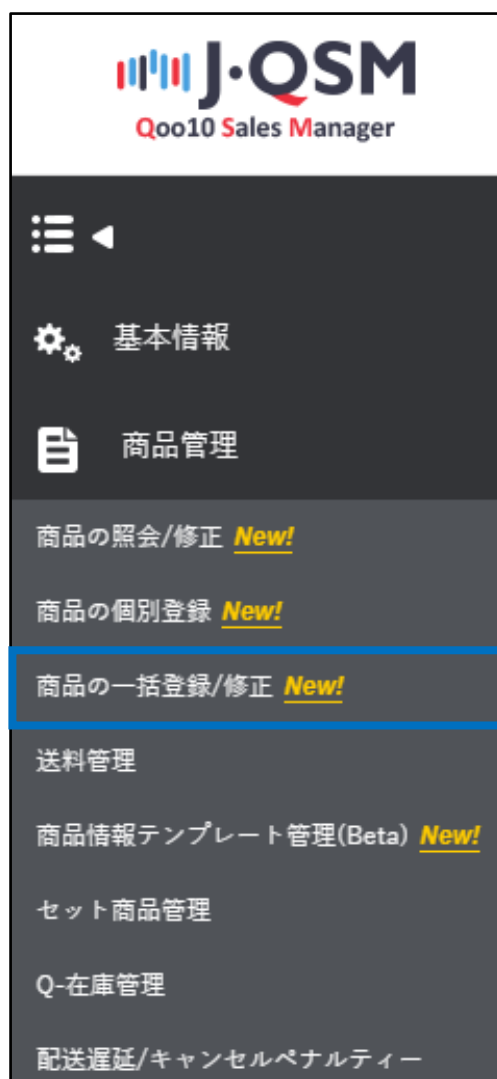 J·QSM
Qoo10 Sales Manager
基本情報
商品管理
商品の照会/修正 New!
商品の個別登録 New!
商品の一括登録/修正 New!
送料管理
商品情報テンプレート管理(Beta) New!
セット商品管理
Q-在庫管理
配送遅延/キャンセルペナルティー